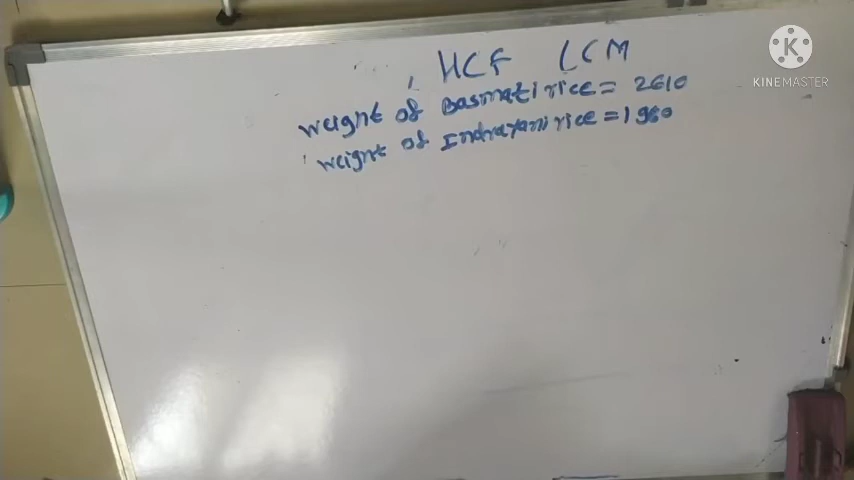 HCF LCM
KINEMASTER
weight of Basmati rice = 2610
weight of Indrayani rice = 1980